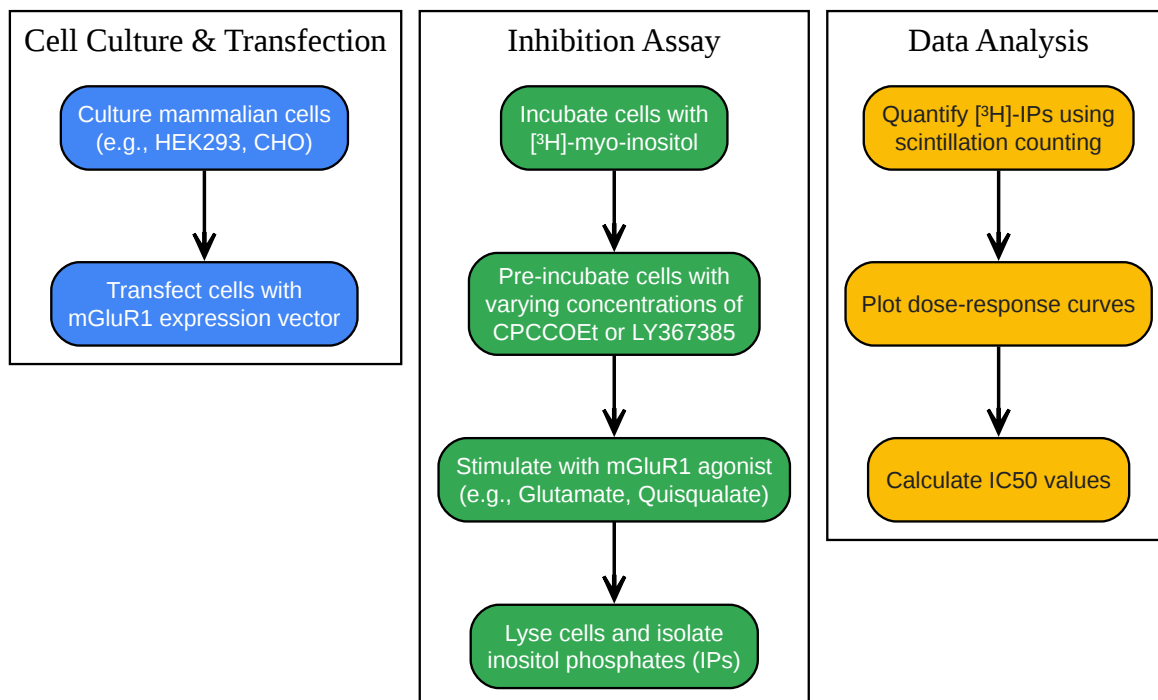 Cell Culture & Transfection
Culture mammalian cells
(e.g., HEK293, CHO)
Transfect cells with
mGluR1 expression vector
Inhibition Assay
Incubate cells with
[³H]-myo-inositol
Pre-incubate cells with
varying concentrations of
CPCCOEt or LY367385
Stimulate with mGluR1 agonist
(e.g., Glutamate, Quisqualate)
Lyse cells and isolate
inositol phosphates (IPs)
Data Analysis
Quantify [³H]-IPs using
scintillation counting
Plot dose-response curves
Calculate IC50 values